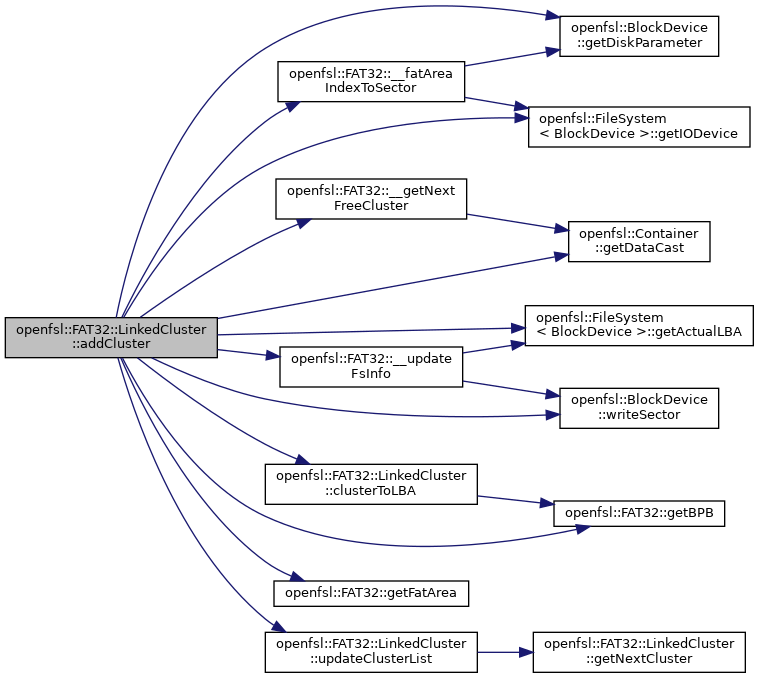 openfsl::BlockDevice
::getDiskParameter
openfsl::FAT32::__fatArea
IndexToSector
openfsl::FileSystem
< BlockDevice >::getIODevice
openfsl::FAT32::__getNext
FreeCluster
openfsl::Container
::getDataCast
openfsl::FAT32::LinkedCluster
::addCluster
openfsl::FileSystem
< BlockDevice >::getActualLBA
openfsl::FAT32::__update
FsInfo
openfsl::BlockDevice
::writeSector
openfsl::FAT32::LinkedCluster
::clusterToLBA
openfsl::FAT32::getBPB
openfsl::FAT32::getFatArea
openfsl::FAT32::LinkedCluster
::updateClusterList
openfsl::FAT32::LinkedCluster
::getNextCluster